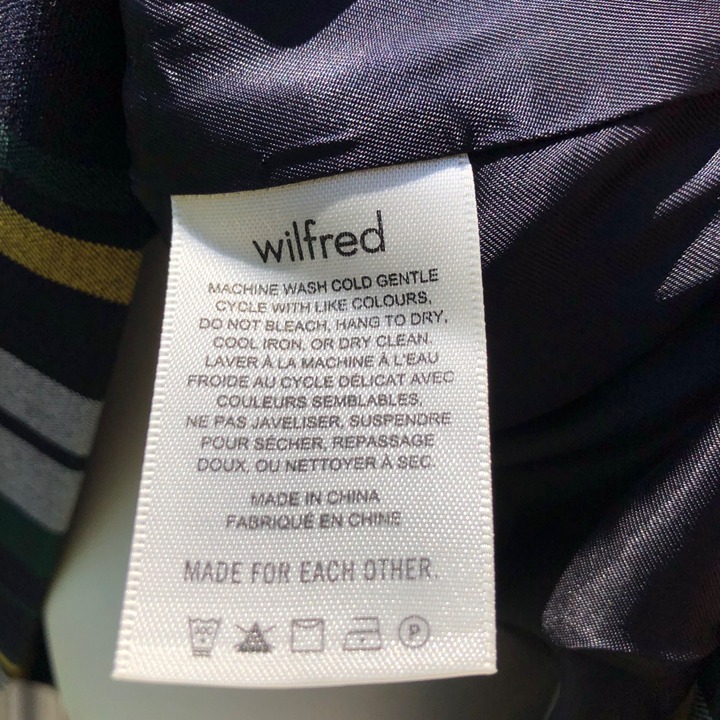 wilfred
MACHINE WASH COLD GENTLE
CYCLE WITH LIKE COLOURS,
DO NOT BLEACH, HANG TO DRY,
COOL IRON, OR DRY CLEAN.
LAVER À LA MACHINE À L'EAU
FROIDE AU CYCLE DÉLICAT AVEC
COULEURS SEMBLABLES,
NE PAS JAVELISER, SUSPENDRE
POUR SÉCHER, REPASSAGE
DOUX, OU NETTOYER À SEC.
MADE IN CHINA
FABRIQUÉ EN CHINE
MADE FOR EACH OTHER.
P